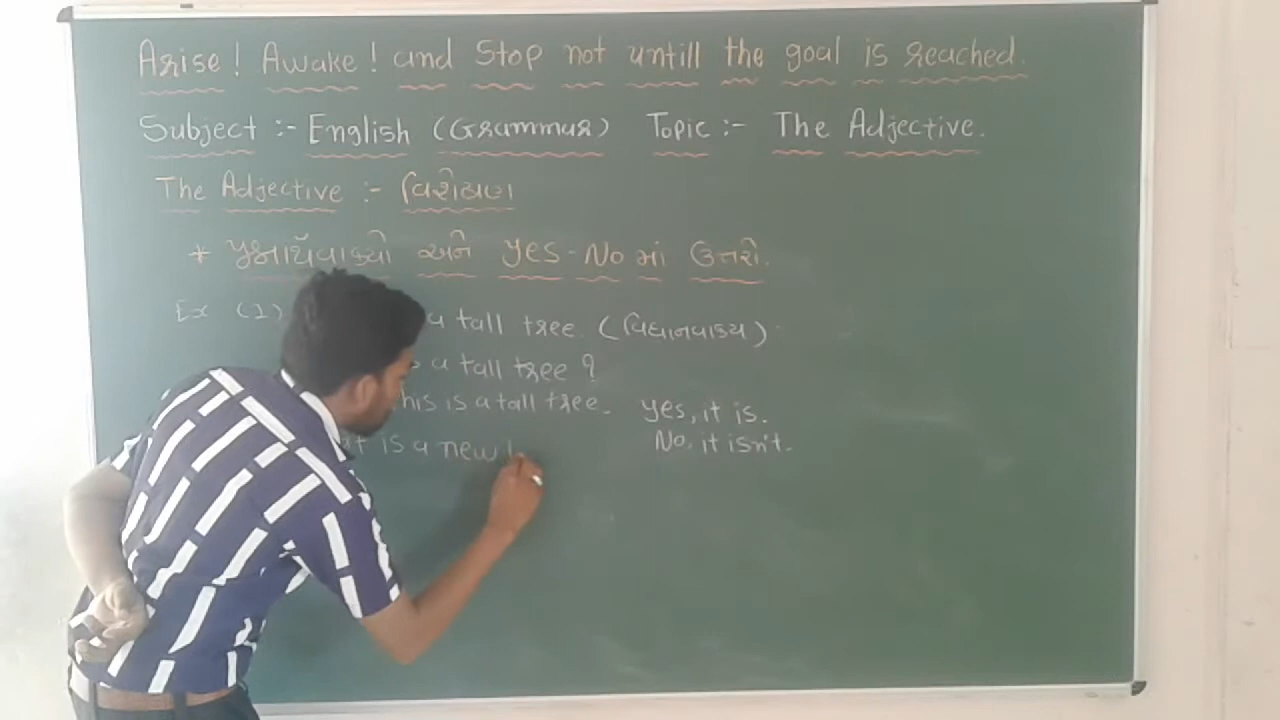 Arise! Awake! and Stop not untill the goal is reached.
Subject :- English (Grammar) Topic :- The Adjective.
The Adjective :- વિશેષણ
* પ્રશ્નાર્થવાક્યો અને Yes-No માં ઉત્તરો.
Ex (1) a tall tree. (વિધાનવાક્ય)
a tall tree?
his is a tall tree. Yes, it is.
No, it isn't.
is a new